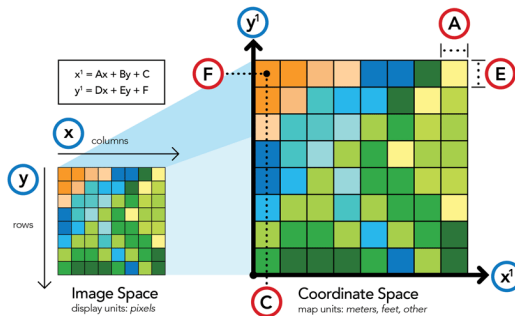 y¹
A
x¹ = Ax + By + C
y¹ = Dx + Ey + F
F
E
x
columns
y
rows
C
x¹
Image Space
display units: pixels
Coordinate Space
map units: meters, feet, other